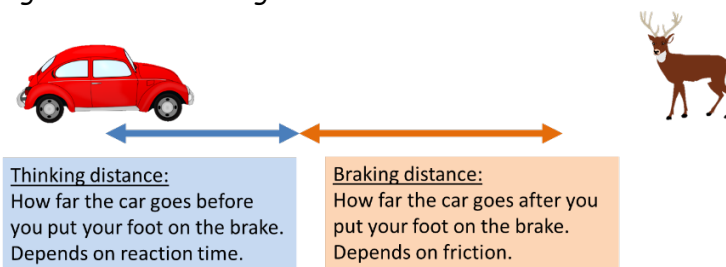 Thinking distance:
How far the car goes before
you put your foot on the brake.
Depends on reaction time.
Braking distance:
How far the car goes after you
put your foot on the brake.
Depends on friction.